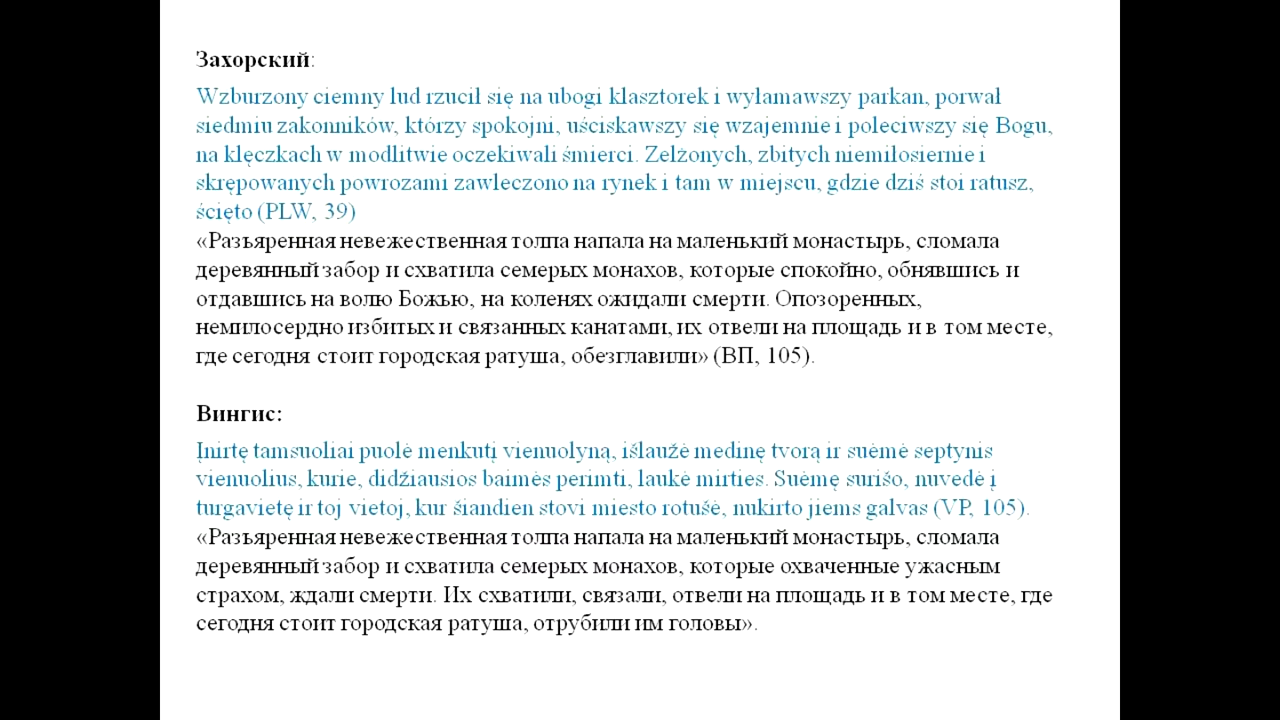 Захорский:
Wzburzony ciemny lud rzucił się na ubogi klasztorek i wyłamawszy parkan, porwał
siedmiu zakonników, którzy spokojni, uściskawszy się wzajemnie i poleciwszy się Bogu,
na klęczkach w modlitwie oczekiwali śmierci. Zelżonych, zbitych niemiłosiernie i
skrępowanych powrozami zawleczono na rynek i tam w miejscu, gdzie dziś stoi ratusz,
ścięto (PLW, 39)
«Разъяренная невежественная толпа напала на маленький монастырь, сломала
деревянный забор и схватила семерых монахов, которые спокойно, обнявшись и
отдавшись на волю Божью, на коленях ожидали смерти. Опозоренных,
немилосердно избитых и связанных канатами, их отвели на площадь и в том месте,
где сегодня стоит городская ратуша, обезглавили» (ВП, 105).
Вингис:
Įnirtę tamsuoliai puolė menkutį vienuolyną, išlaužė medinę tvorą ir suėmė septynis
vienuolius, kurie, didžiausios baimės perimti, laukė mirties. Suėmę surišo, nuvedė į
turgavietę ir toj vietoj, kur šiandien stovi miesto rotušė, nukirto jiems galvas (VP, 105).
«Разъяренная невежественная толпа напала на маленький монастырь, сломала
деревянный забор и схватила семерых монахов, которые охваченные ужасным
страхом, ждали смерти. Их схватили, связали, отвели на площадь и в том месте, где
сегодня стоит городская ратуша, отрубили им головы».